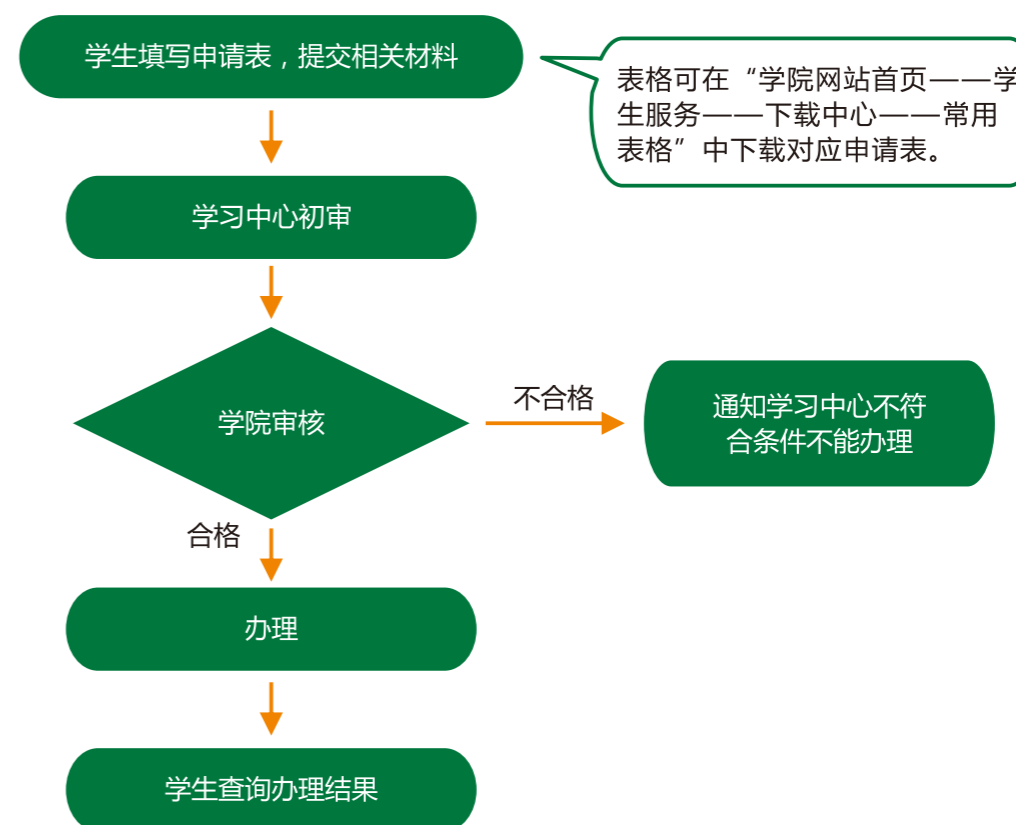 学生填写申请表，提交相关材料
表格可在“学院网站首页——学
生服务——下载中心——常用
表格”中下载对应申请表。
学习中心初审
学院审核
不合格
通知学习中心不符
合条件不能办理
合格
办理
学生查询办理结果